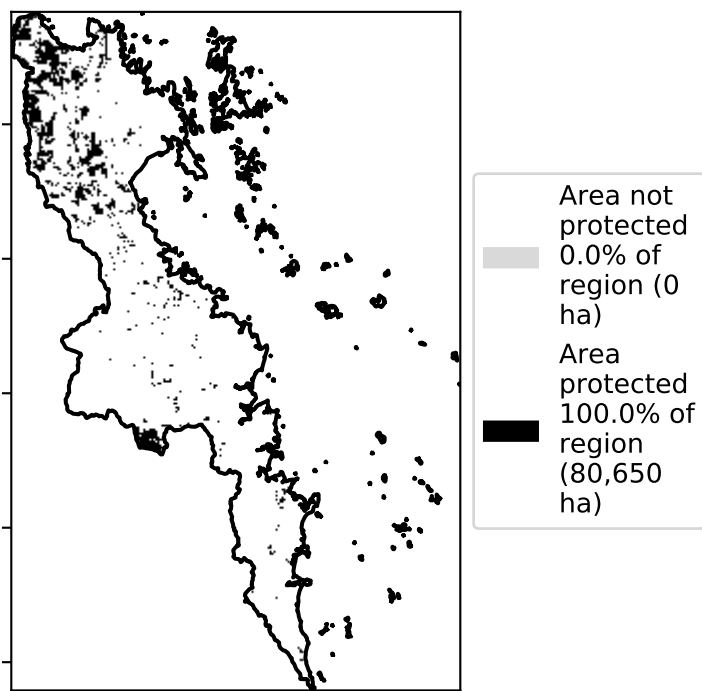 Area not
protected
0.0% of
region (0
ha)
Area
protected
100.0% of
region
(80,650
ha)